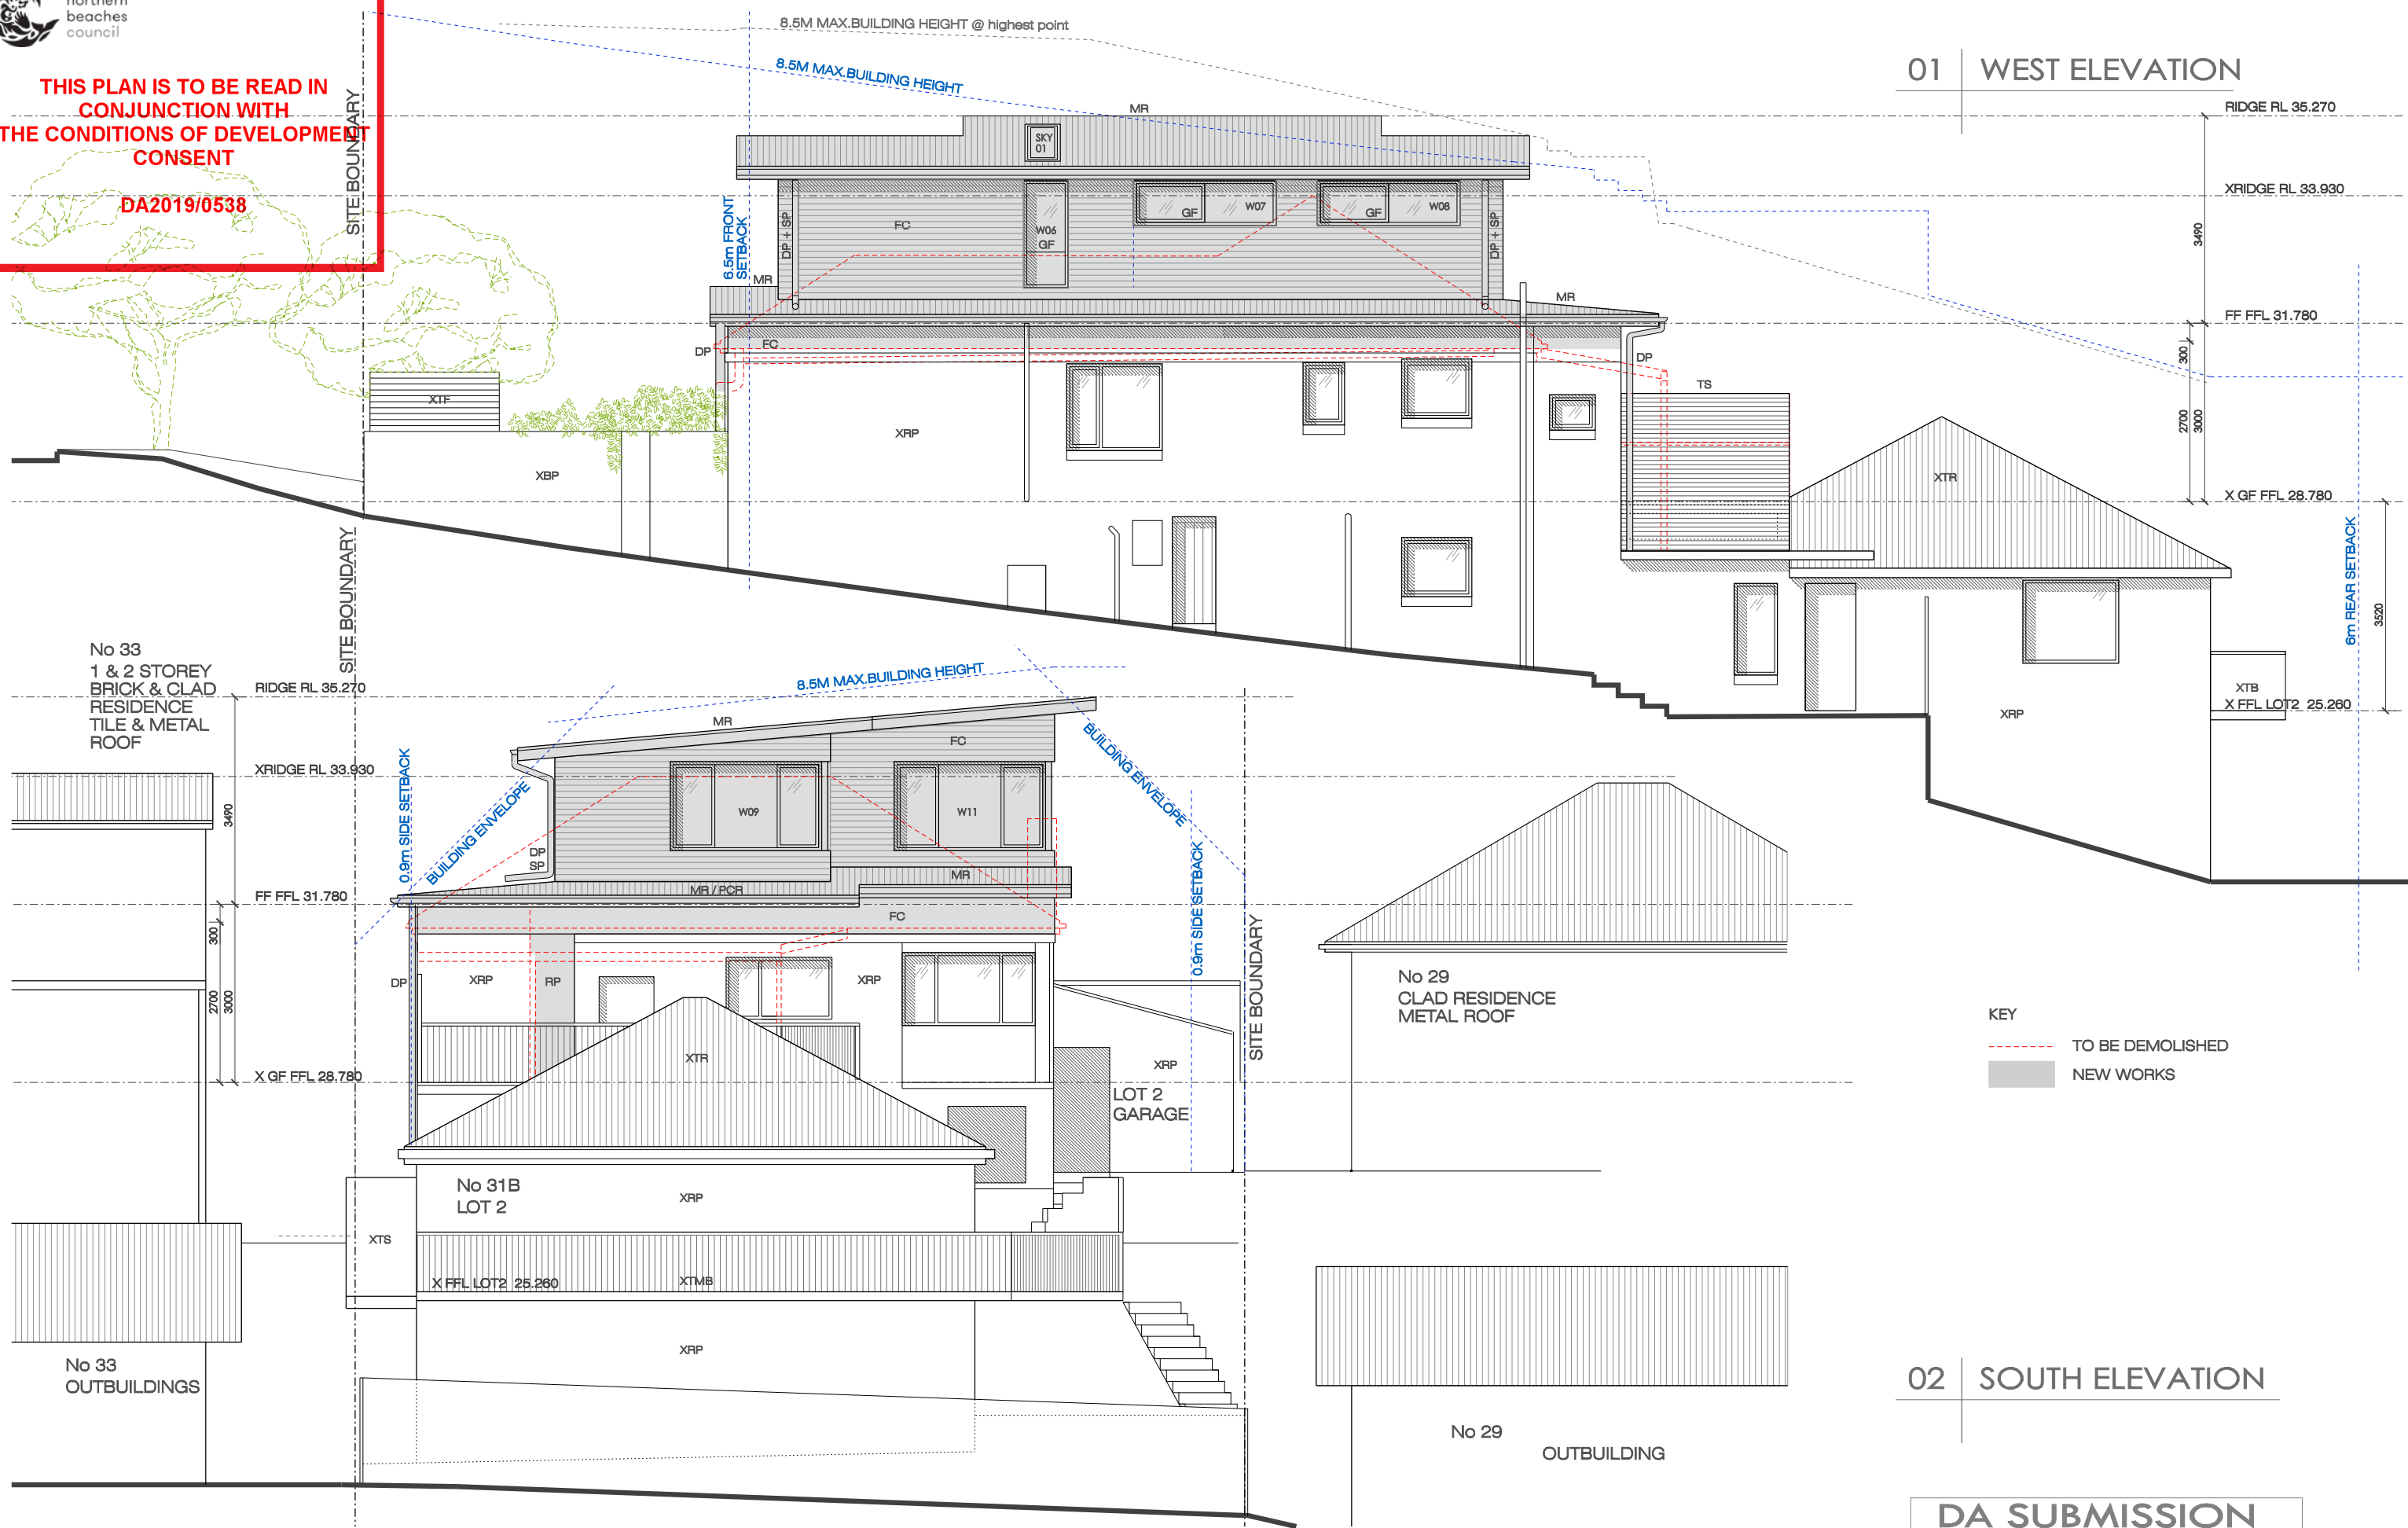 northern
beaches
council
THIS PLAN IS TO BE READ IN
CONJUNCTION WITH
THE CONDITIONS OF DEVELOPMENT
CONSENT
DA2019/0538
SITE BOUNDARY
8.5M MAX.BUILDING HEIGHT @ highest point
8.5M MAX.BUILDING HEIGHT
01 WEST ELEVATION
RIDGE RL 35.270
XRIDGE RL 33.930
FF FFL 31.780
X GF FFL 28.780
X FFL LOT2 25.260
3490
300
2700
3000
3520
6m REAR SETBACK
6.5m FRONT
SETBACK
MR
SKY
01
DP + SP
FC
W06
GF
GF
W07
GF
W08
DP + SP
MR
MR
DP
FC
DP
TS
XTF
XBP
XRP
XTR
XTB
XRP
SITE BOUNDARY
No 33
1 & 2 STOREY
BRICK & CLAD
RESIDENCE
TILE & METAL
ROOF
RIDGE RL 35.270
XRIDGE RL 33.930
FF FFL 31.780
X GF FFL 28.780
3490
300
2700
3000
0.9m SIDE SETBACK
BUILDING ENVELOPE
8.5M MAX.BUILDING HEIGHT
BUILDING ENVELOPE
0.9m SIDE SETBACK
SITE BOUNDARY
MR
FC
W09
W11
DP
SP
MR / PCR
MR
FC
DP
XRP
RP
XRP
XTR
XRP
LOT 2
GARAGE
No 29
CLAD RESIDENCE
METAL ROOF
KEY
TO BE DEMOLISHED
NEW WORKS
No 31B
LOT 2
XRP
XTS
X FFL LOT2 25.260
XTMB
XRP
No 33
OUTBUILDINGS
No 29
OUTBUILDING
02 SOUTH ELEVATION
DA SUBMISSION